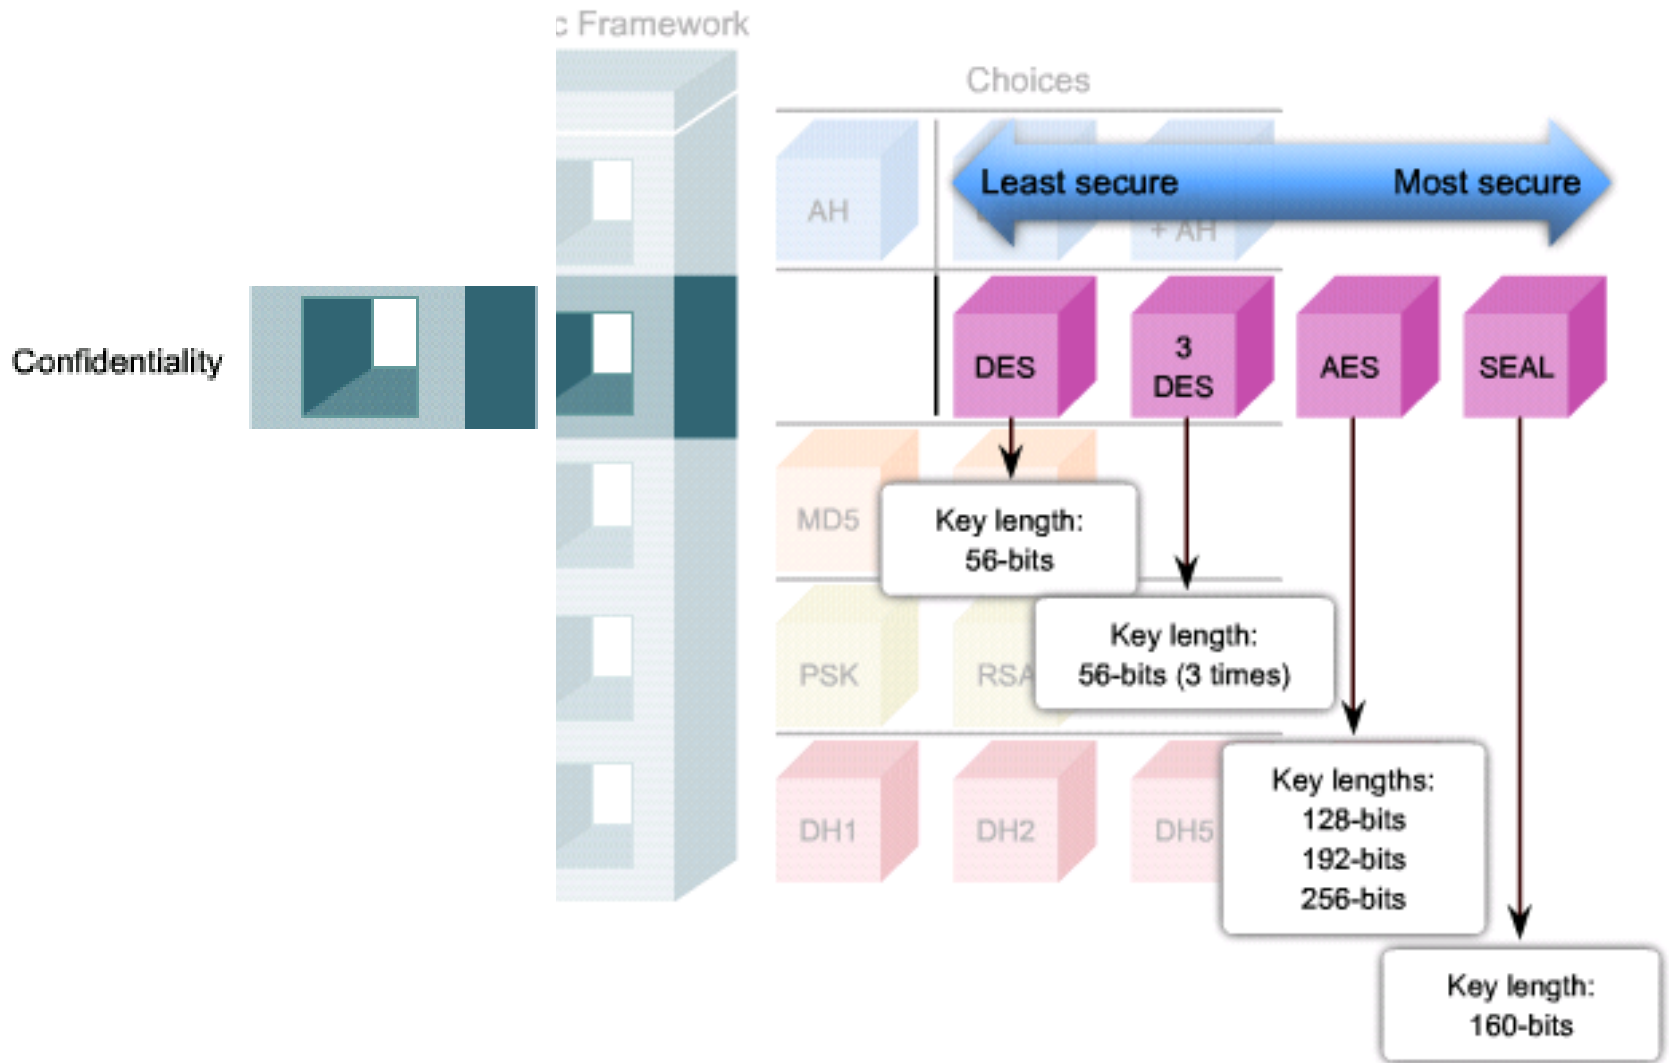 c Framework
Choices
AH
+ AH
Least secure
Most secure
Confidentiality
DES
3
DES
AES
SEAL
MD5
Key length:
56-bits
PSK
RSA
Key length:
56-bits (3 times)
DH1
DH2
DH5
Key lengths:
128-bits
192-bits
256-bits
Key length:
160-bits